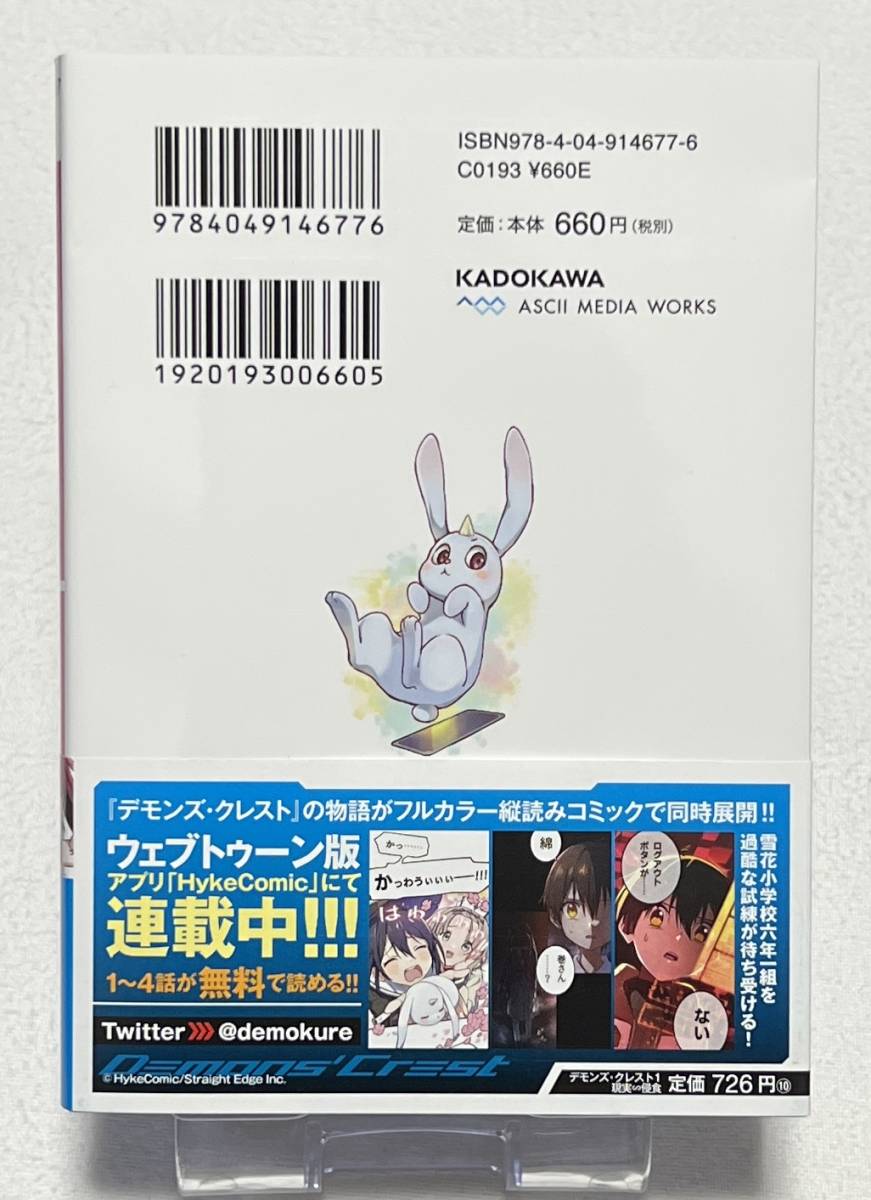 9784049146776
1920193006605
ISBN978-4-04-914677-6
C0193 ¥660E
定価：本体 660円（税別）
KADOKAWA
ASCII MEDIA WORKS
『デモンズ・クレスト』の物語がフルカラー縦読みコミックで同時展開!!
ウェブトゥーン版
アプリ「HykeComic」にて
連載中!!!
1〜4話が無料で読める!!
Twitter @demokure
かっ……
かっわうぃぃぃ──!!!
はわわ
綿
巻さん
……？
ログアウト
ボタンが……
ない
雪花小学校六年一組を
過酷な試練が待ち受ける！
Demons' Crest
©HykeComic/Straight Edge Inc.
デモンズ・クレスト1
現実∽侵食
定価 726円⑩